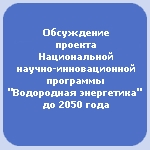 Обсуждение
проекта
Национальной
научно-инновационной
программы
"Водородная энергетика"
до 2050 года